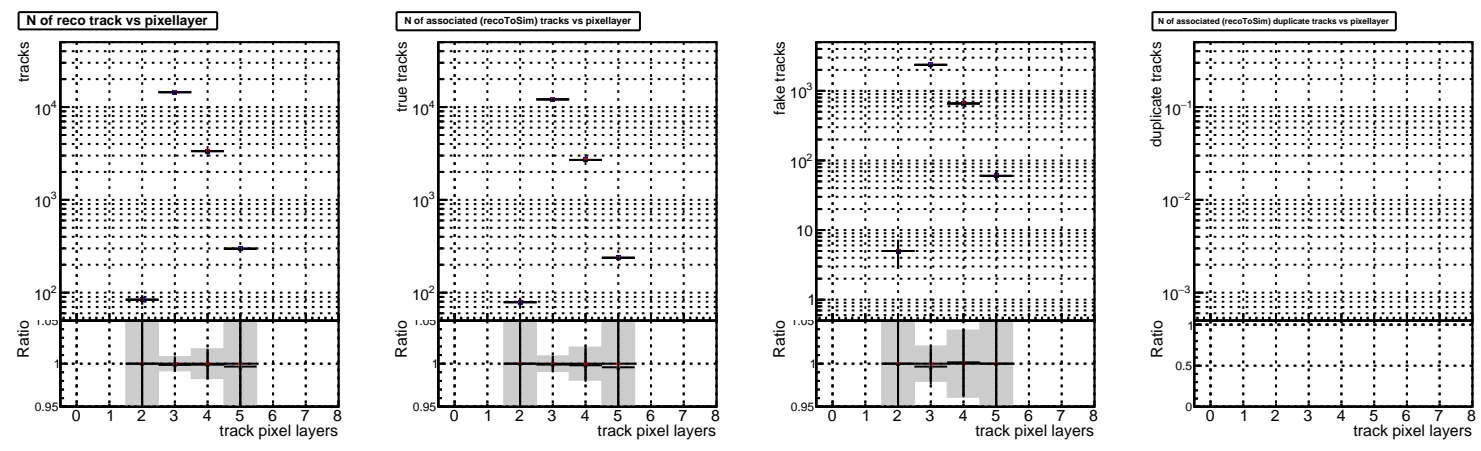 N of reco track vs pixellayer
tracks
10^4
10^3
10^2
Ratio
1.05
1
0.95
0 1 2 3 4 5 6 7 8
track pixel layers
N of associated (recoToSim) tracks vs pixellayer
true tracks
10^4
10^3
10^2
Ratio
1.05
1
0.95
0 1 2 3 4 5 6 7 8
track pixel layers
fake tracks
10^3
10^2
10
1
Ratio
1.05
1
0.95
0 1 2 3 4 5 6 7 8
track pixel layers
N of associated (recoToSim) duplicate tracks vs pixellayer
duplicate tracks
10^−1
10^−2
10^−3
Ratio
1
0.5
0
0 1 2 3 4 5 6 7 8
track pixel layers